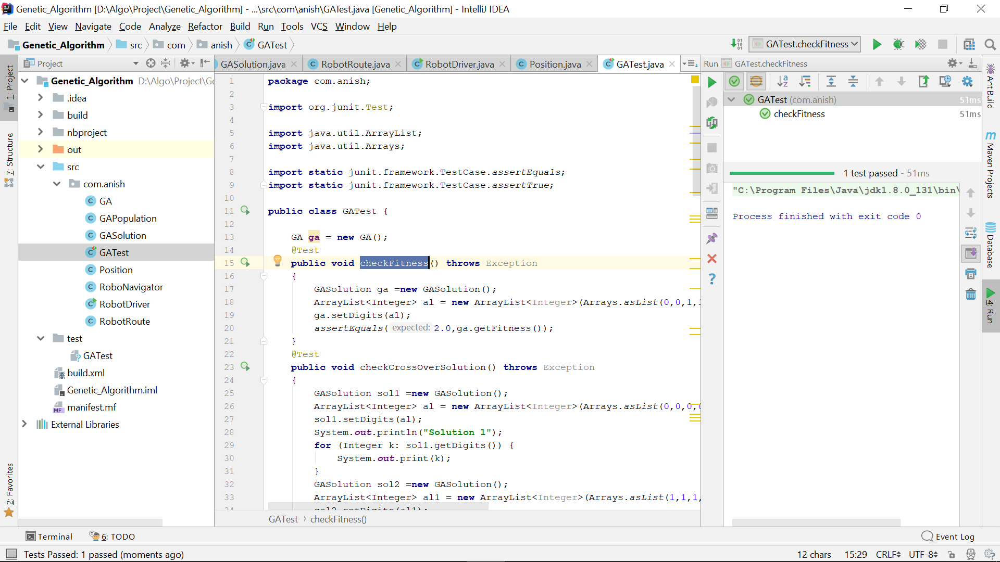 Genetic_Algorithm [D:\Algo\Project\Genetic_Algorithm] - ...\src\com\anish\GATest.java [Genetic_Algorithm] - IntelliJ IDEA
File Edit View Navigate Code Analyze Refactor Build Run Tools VCS Window Help
Genetic_Algorithm src com anish GATest
GATest.checkFitness
1: Project
7: Structure
2: Favorites
Project
Genetic_Algorithm D:\Algo\Project\Ge
.idea
build
nbproject
out
src
com.anish
GA
GAPopulation
GASolution
GATest
Position
RoboNavigator
RobotDriver
RobotRoute
test
GATest
build.xml
Genetic_Algorithm.iml
manifest.mf
External Libraries
GASolution.java RobotRoute.java RobotDriver.java Position.java GATest.java
1 package com.anish;
2
3 import org.junit.Test;
4
5 import java.util.ArrayList;
6 import java.util.Arrays;
7
8 import static junit.framework.TestCase.assertEquals;
9 import static junit.framework.TestCase.assertTrue;
10
11 public class GATest {
12
13 GA ga = new GA();
14 @Test
15 public void checkFitness() throws Exception
16 {
17 GASolution ga =new GASolution();
18 ArrayList<Integer> al = new ArrayList<Integer>(Arrays.asList(0,0,1,1
19 ga.setDigits(al);
20 assertEquals( expected: 2.0,ga.getFitness());
21 }
22 @Test
23 public void checkCrossOverSolution() throws Exception
24 {
25 GASolution sol1 =new GASolution();
26 ArrayList<Integer> al = new ArrayList<Integer>(Arrays.asList(0,0,0,0
27 sol1.setDigits(al);
28 System.out.println("Solution 1");
29 for (Integer k: sol1.getDigits()) {
30 System.out.print(k);
31 }
32 GASolution sol2 =new GASolution();
33 ArrayList<Integer> al1 = new ArrayList<Integer>(Arrays.asList(1,1,1,
34 sol2.setDigits(al1);
GATest checkFitness()
Run GATest.checkFitness
GATest (com.anish) 51ms
checkFitness 51ms
1 test passed - 51ms
"C:\Program Files\Java\jdk1.8.0_131\bin\
Process finished with exit code 0
Ant Build
Maven Projects
Database
4: Run
Terminal 6: TODO Event Log
Tests Passed: 1 passed (moments ago) 12 chars 15:29 CRLF UTF-8